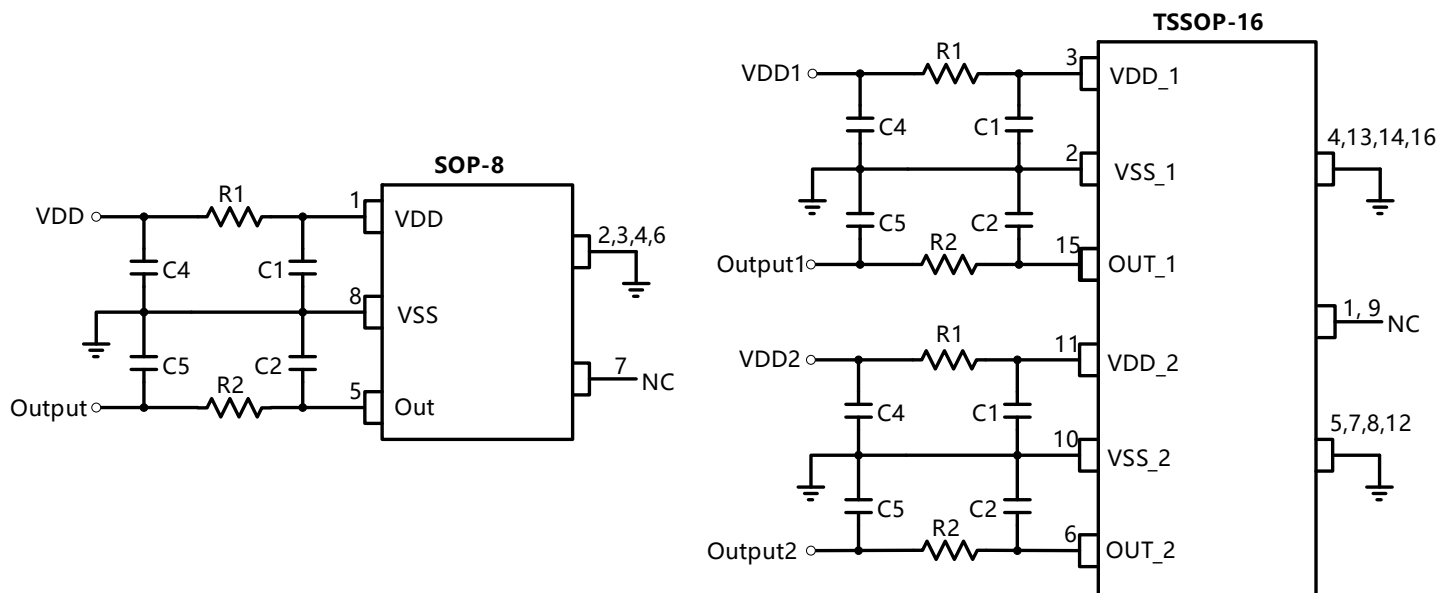 SOP-8
R1
VDD
1
VDD
2,3,4,6
C4
C1
8
VSS
C5
C2
7
NC
R2
Output
5
Out
TSSOP-16
R1
3
VDD1
VDD_1
C4
C1
4,13,14,16
2
VSS_1
C5
C2
R2
15
Output1
OUT_1
1, 9
NC
R1
11
VDD2
VDD_2
C4
C1
5,7,8,12
10
VSS_2
C5
C2
R2
6
Output2
OUT_2